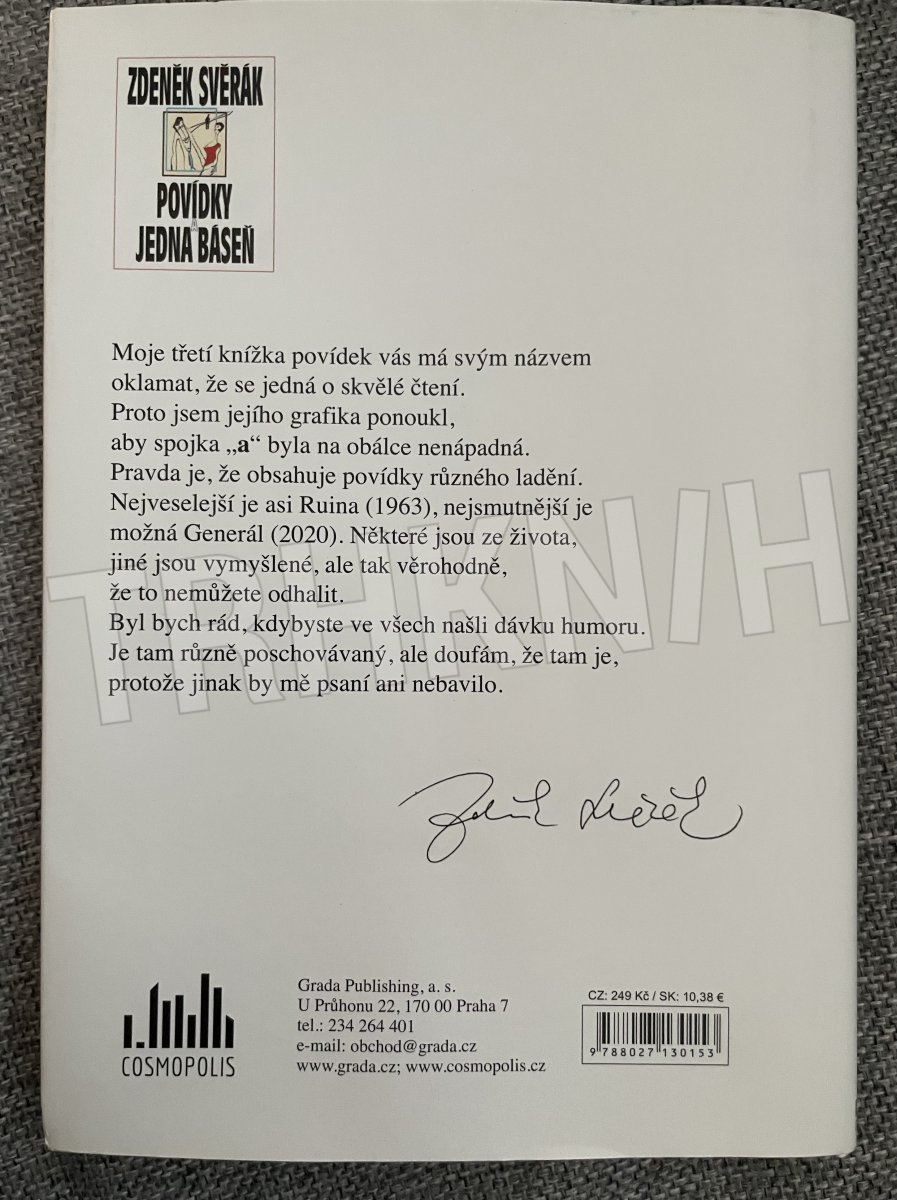 ZDENĚK SVĚRÁK
POVÍDKY
A
JEDNA BÁSEŇ
Moje třetí knížka povídek vás má svým názvem
oklamat, že se jedná o skvělé čtení.
Proto jsem jejího grafika ponoukl,
aby spojka „a“ byla na obálce nenápadná.
Pravda je, že obsahuje povídky různého ladění.
Nejveselejší je asi Ruina (1963), nejsmutnější je
možná Generál (2020). Některé jsou ze života,
jiné jsou vymyšlené, ale tak věrohodně,
že to nemůžete odhalit.
Byl bych rád, kdybyste ve všech našli dávku humoru.
Je tam různě poschovávaný, ale doufám, že tam je,
protože jinak by mě psaní ani nebavilo.
TRHKNIH
Zdeněk Svěrák
COSMOPOLIS
Grada Publishing, a. s.
U Průhonu 22, 170 00 Praha 7
tel.: 234 264 401
e-mail: obchod@grada.cz
www.grada.cz; www.cosmopolis.cz
CZ: 249 Kč / SK: 10,38 €
9 788027 130153